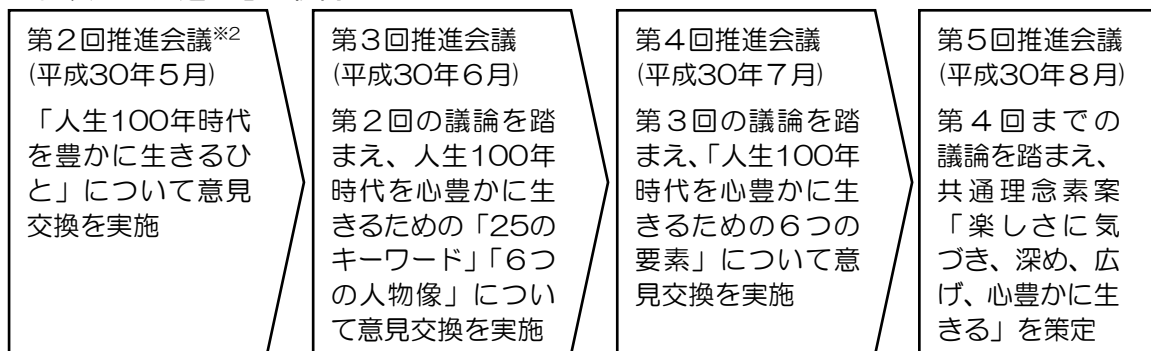 第2回推進会議※2
(平成30年5月)
「人生100年時代
を豊かに生きるひ
と」について意見
交換を実施
第3回推進会議
(平成30年6月)
第2回の議論を踏
まえ、人生100年
時代を心豊かに生
きるための「25の
キーワード」「6つ
の人物像」につい
て意見交換を実施
第4回推進会議
(平成30年7月)
第3回の議論を踏
まえ、「人生100年
時代を心豊かに生
きるための6つの
要素」について意
見交換を実施
第5回推進会議
(平成30年8月)
第4回までの
議論を踏まえ、
共通理念素案
「楽しさに気
づき、深め、広
げ、心豊かに生
きる」を策定